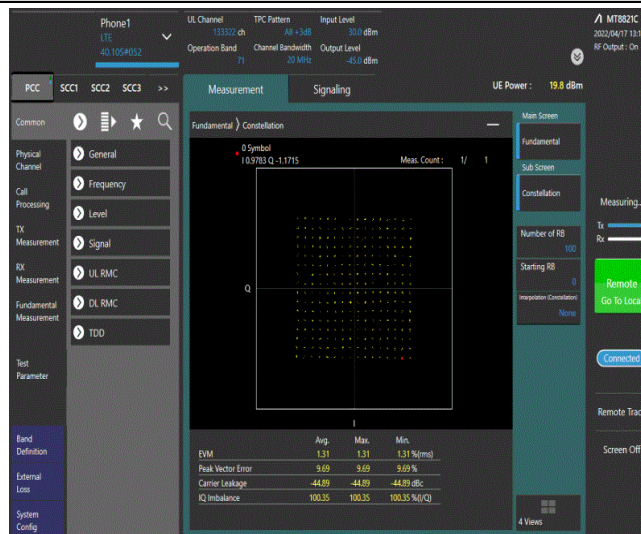 Phone1
LTE
40.10S#052
UL Channel
133322 ch
TPC Pattern
All +3dB
Input Level
30.0 dBm
Operation Band
71
Channel Bandwidth
20 MHz
Output Level
-45.0 dBm
MT8821C
2022/04/17 13:1
RF Output : On
PCC SCC1 SCC2 SCC3 >>
Measurement
Signaling
UE Power : 19.8 dBm
Common
Physical
Channel
Call
Processing
TX
Measurement
RX
Measurement
Fundamental
Measurement
Test
Parameter
Band
Definition
External
Loss
System
Config
General
Frequency
Level
Signal
UL RMC
DL RMC
TDD
Fundamental 〉 Constellation
0 Symbol
I 0.9783 Q -1.1715
Meas. Count : 1/ 1
Q
I
Avg. Max. Min.
EVM 1.31 1.31 1.31 %(rms)
Peak Vector Error 9.69 9.69 9.69 %
Carrier Leakage -44.89 -44.89 -44.89 dBc
IQ Imbalance 100.35 100.35 100.35 %(I/Q)
Main Screen
Fundamental
Sub Screen
Constellation
Number of RB
100
Starting RB
0
Interpolation (Constellation)
None
4 Views
Measuring..
Tx
Rx
Remote
Go To Loca
Connected
Remote Trac
Screen Off